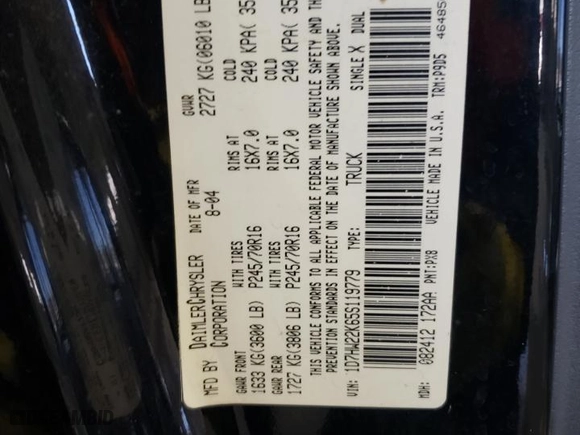 MFD BY DAIMLERCHRYSLER CORPORATION
DATE OF MFR 8-04
GVWR 2727 KG(06010 LB
GAWR FRONT WITH TIRES RIMS AT COLD
1633 KG(3600 LB) P245/70R16 16X7.0 240 KPA( 35
GAWR REAR WITH TIRES RIMS AT COLD
1727 KG(3806 LB) P245/70R16 16X7.0 240 KPA( 35
THIS VEHICLE CONFORMS TO ALL APPLICABLE FEDERAL MOTOR VEHICLE SAFETY AND TH
PREVENTION STANDARDS IN EFFECT ON THE DATE OF MANUFACTURE SHOWN ABOVE.
VIN: 1D7HW22K65S119779 TYPE: TRUCK SINGLE X DUAL
MDH: 082412 172AA PNT:PXB VEHICLE MADE IN U.S.A. TRM:P9D5 46485